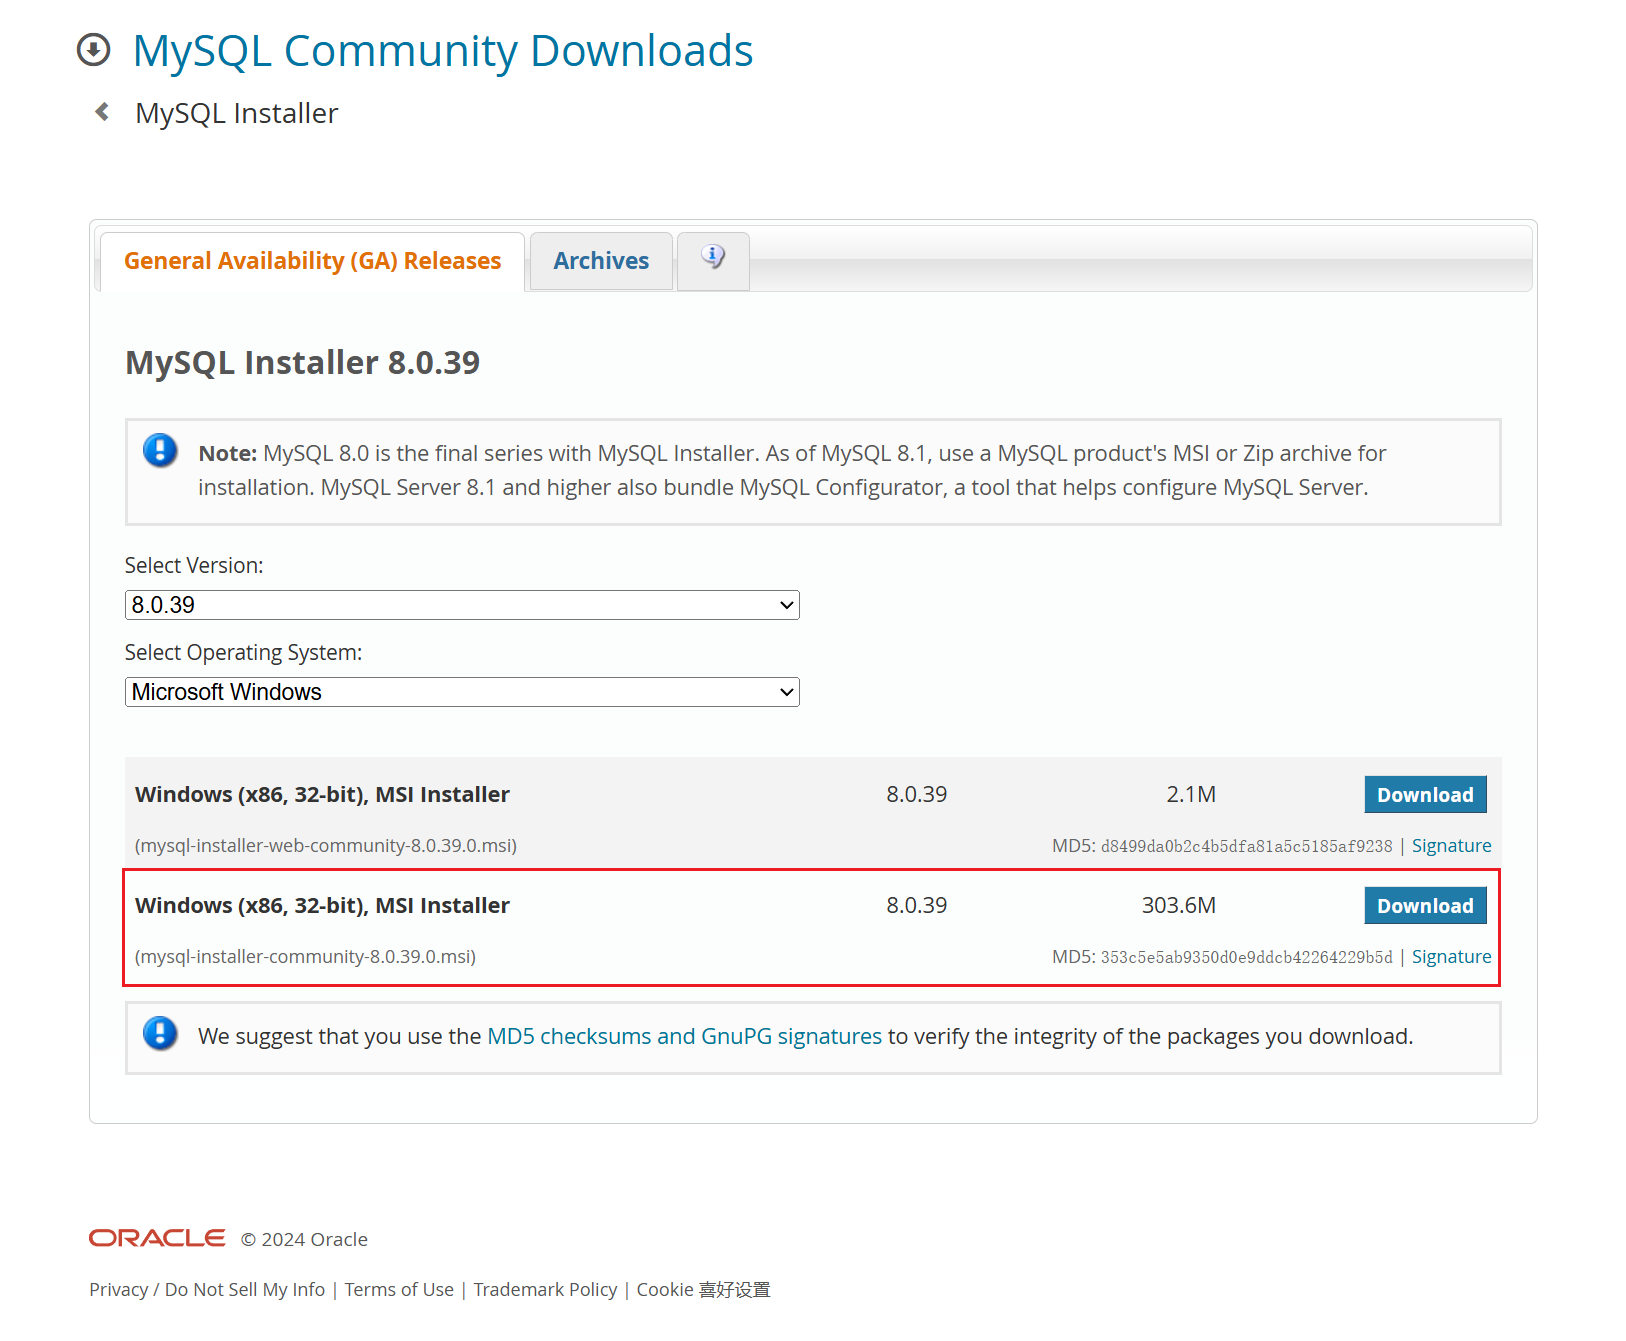 MySQL Community Downloads
MySQL Installer
General Availability (GA) Releases
Archives
MySQL Installer 8.0.39
Note: MySQL 8.0 is the final series with MySQL Installer. As of MySQL 8.1, use a MySQL product's MSI or Zip archive for
installation. MySQL Server 8.1 and higher also bundle MySQL Configurator, a tool that helps configure MySQL Server.
Select Version:
8.0.39
Select Operating System:
Microsoft Windows
Windows (x86, 32-bit), MSI Installer 8.0.39 2.1M Download
(mysql-installer-web-community-8.0.39.0.msi) MD5: d8499da0b2c4b5dfa81a5c5185af9238 | Signature
Windows (x86, 32-bit), MSI Installer 8.0.39 303.6M Download
(mysql-installer-community-8.0.39.0.msi) MD5: 353c5e5ab9350d0e9ddcb42264229b5d | Signature
We suggest that you use the MD5 checksums and GnuPG signatures to verify the integrity of the packages you download.
ORACLE © 2024 Oracle
Privacy / Do Not Sell My Info | Terms of Use | Trademark Policy | Cookie 喜好设置